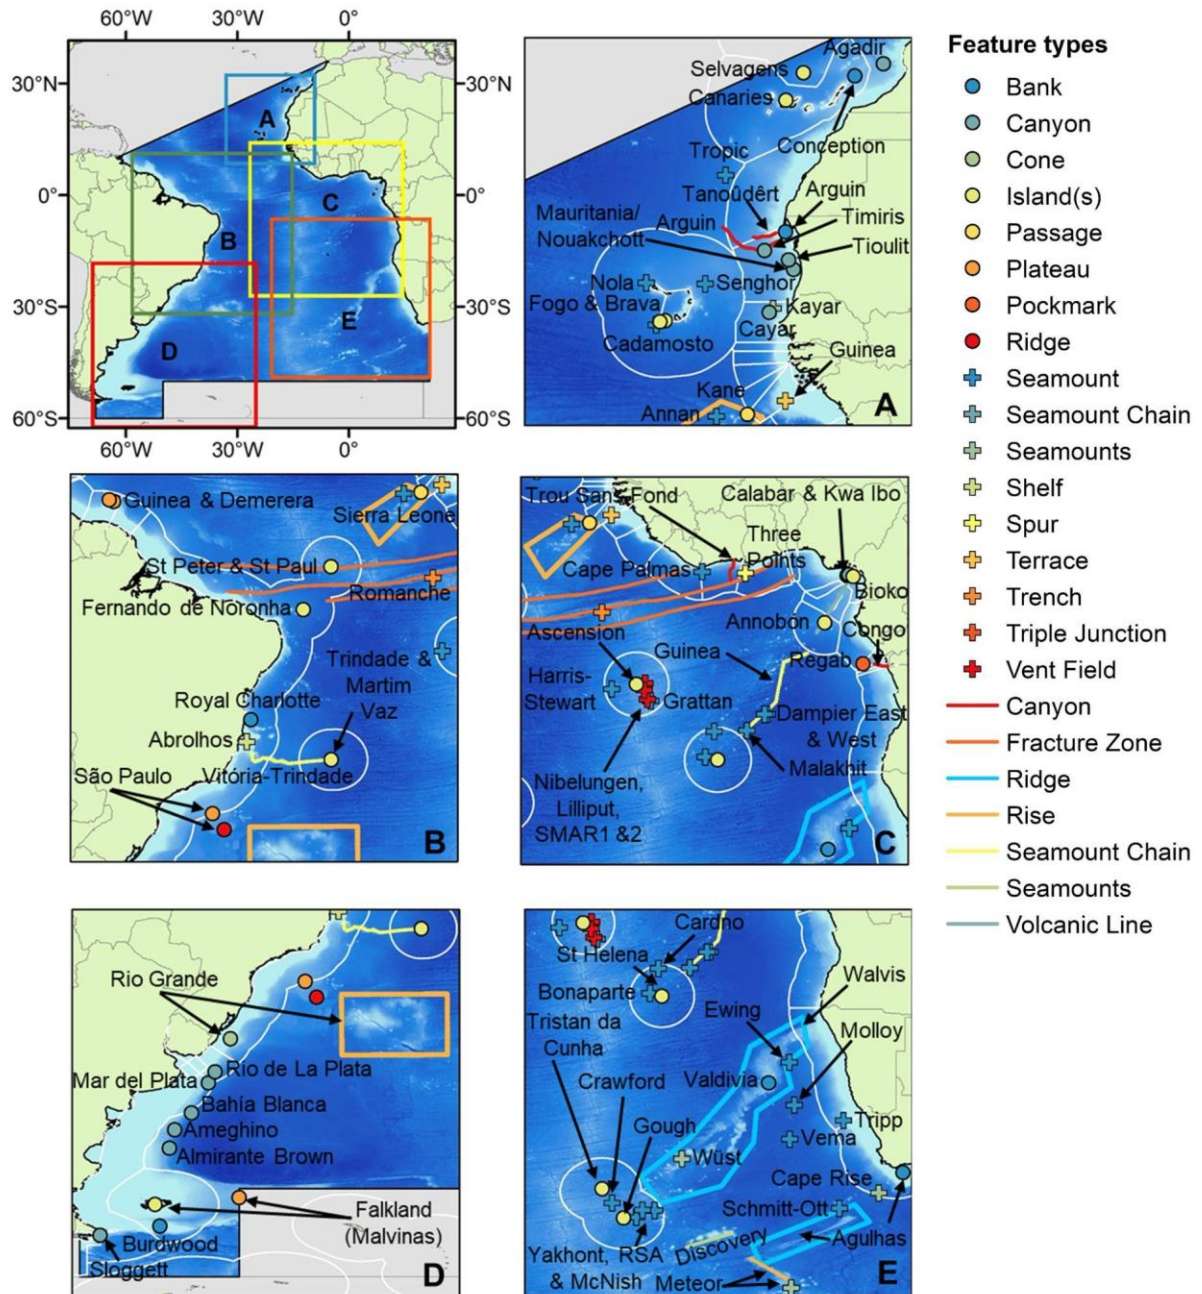 60°W 30°W 0°
30°N
0°
30°S
60°S
A
B
C
D
E
30°N
0°
30°S
60°S
60°W 30°W 0°
Agadir
Selvagens
Canaries
Conception
Tropic
Tanoûdêrt
Arguin
Mauritania/
Nouakchott
Arguin
Timiris
Tioulit
Nola
Senghor
Fogo & Brava
Kayar
Cayar
Cadamosto
Guinea
Kane
Annan
A
Feature types
Bank
Canyon
Cone
Island(s)
Passage
Plateau
Pockmark
Ridge
Seamount
Seamount Chain
Seamounts
Shelf
Spur
Terrace
Trench
Triple Junction
Vent Field
Canyon
Fracture Zone
Ridge
Rise
Seamount Chain
Seamounts
Volcanic Line
Guinea & Demerera
Sierra Leone
St Peter & St Paul
Romanche
Fernando de Noronha
Trindade &
Martim
Vaz
Royal Charlotte
Abrolhos
São Paulo
Vitória-Trindade
B
Trou Sans Fond
Calabar & Kwa Ibo
Three
Points
Cape Palmas
Bioko
Ascension
Annobón
Congo
Guinea
Regab
Harris-
Stewart
Grattan
Dampier East
& West
Malakhit
Nibelungen,
Lilliput,
SMAR1 &2
C
Rio Grande
Mar del Plata
Rio de La Plata
Bahía Blanca
Ameghino
Almirante Brown
Falkland
(Malvinas)
Burdwood
Sloggett
D
Cardno
St Helena
Bonaparte
Walvis
Ewing
Tristan da
Cunha
Molloy
Crawford
Valdivia
Gough
Tripp
Vema
Wüst
Cape Rise
Schmitt-Ott
Discovery
Agulhas
Yakhont, RSA
& McNish
Meteor
E